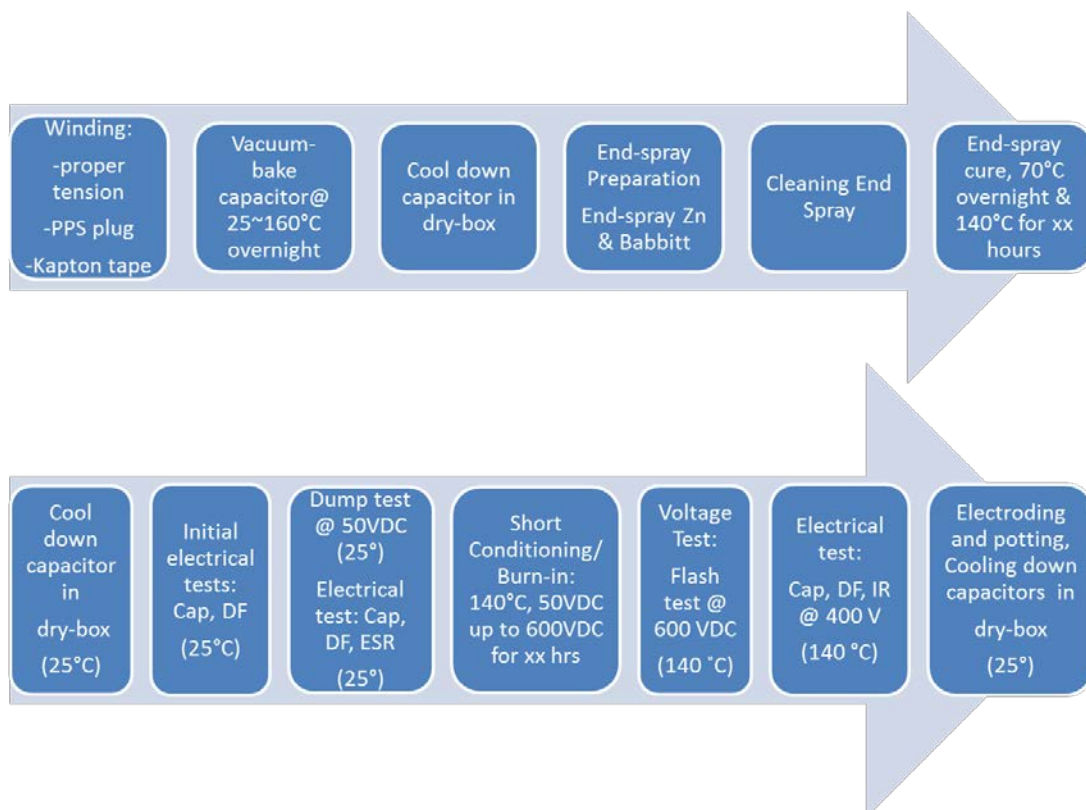 Winding:
-proper
tension
-PPS plug
-Kapton tape
Vacuum-
bake
capacitor@
25~160°C
overnight
Cool down
capacitor in
dry-box
End-spray
Preparation
End-spray Zn
& Babbitt
Cleaning End
Spray
End-spray
cure, 70°C
overnight &
140°C for xx
hours
Cool
down
capacitor
in
dry-box
(25°C)
Initial
electrical
tests:
Cap, DF
(25°C)
Dump test
@ 50VDC
(25°)
Electrical
test: Cap,
DF, ESR
(25°)
Short
Conditioning/
Burn-in:
140°C, 50VDC
up to 600VDC
for xx hrs
Voltage
Test:
Flash
test @
600 VDC
(140 °C)
Electrical
test:
Cap, DF, IR
@ 400 V
(140 °C)
Electroding
and potting,
Cooling down
capacitors in
dry-box
(25°)